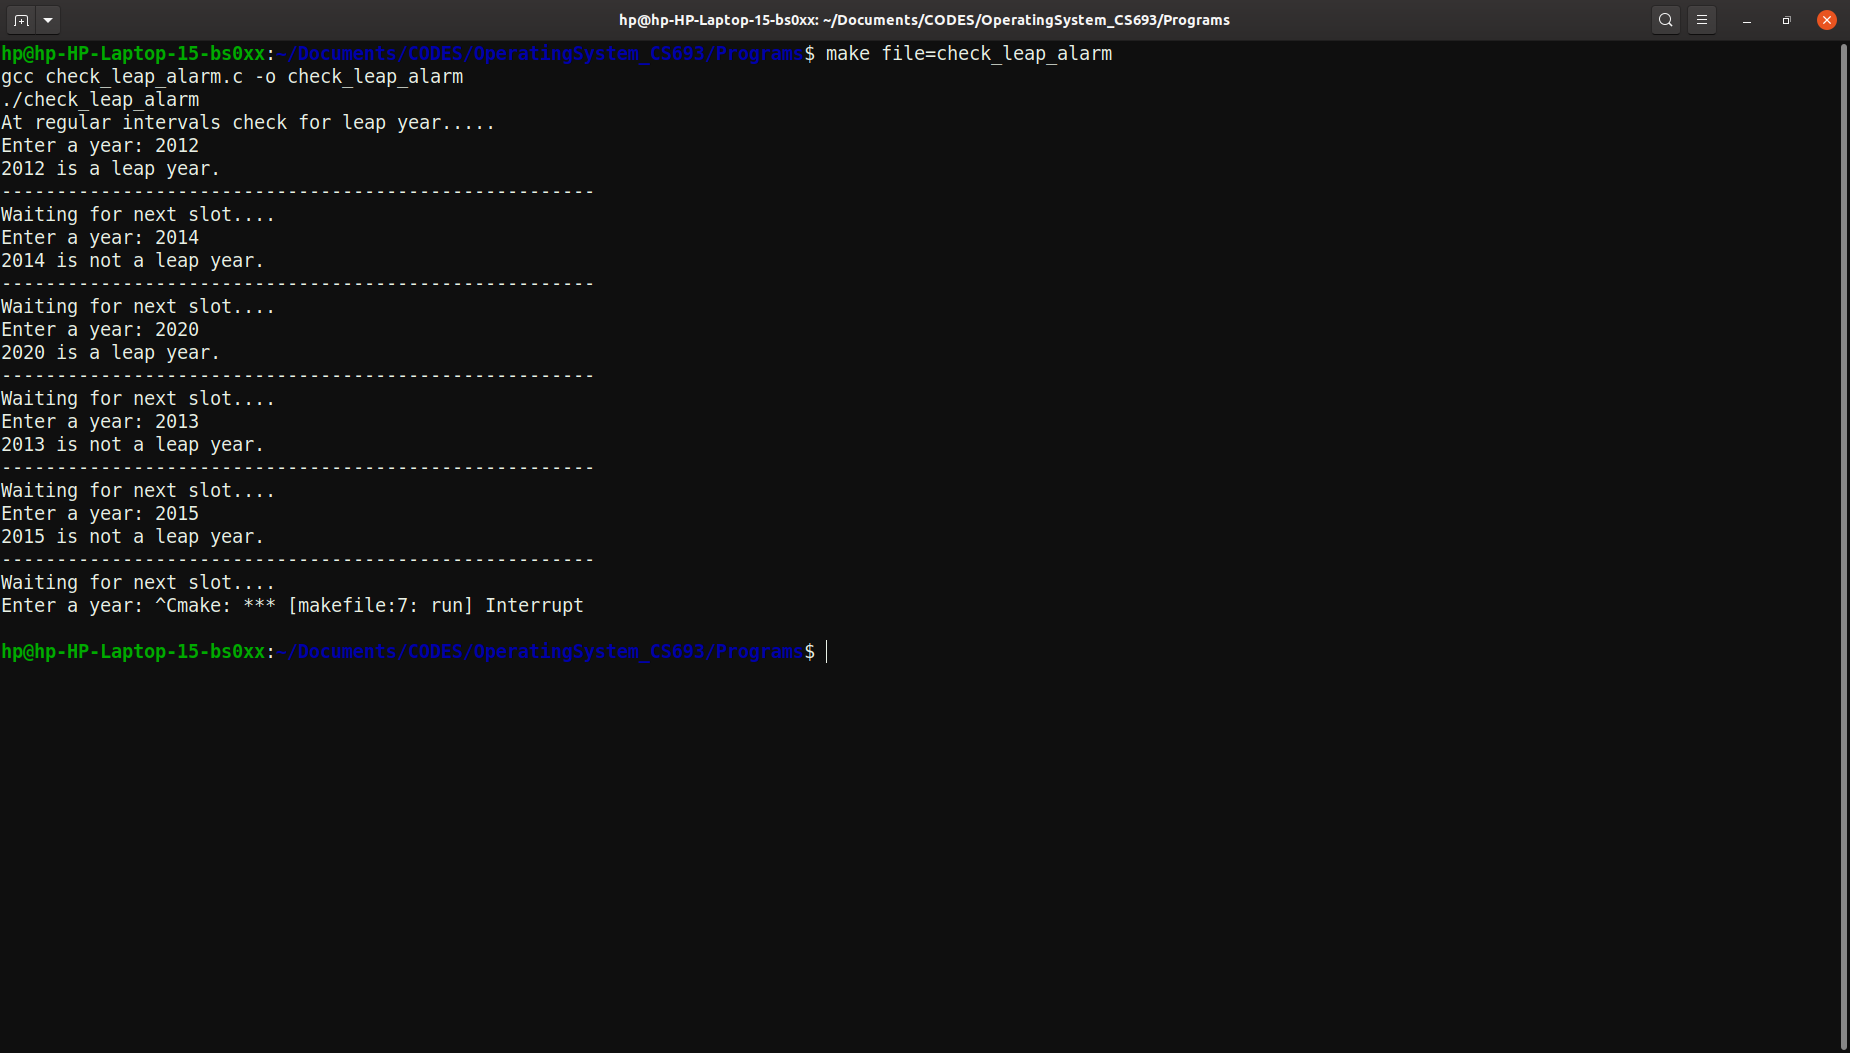 hp@hp-HP-Laptop-15-bs0xx: ~/Documents/CODES/OperatingSystem_CS693/Programs
hp@hp-HP-Laptop-15-bs0xx:~/Documents/CODES/OperatingSystem_CS693/Programs$ make file=check_leap_alarm
gcc check_leap_alarm.c -o check_leap_alarm
./check_leap_alarm
At regular intervals check for leap year.....
Enter a year: 2012
2012 is a leap year.
------------------------------------------------------
Waiting for next slot....
Enter a year: 2014
2014 is not a leap year.
------------------------------------------------------
Waiting for next slot....
Enter a year: 2020
2020 is a leap year.
------------------------------------------------------
Waiting for next slot....
Enter a year: 2013
2013 is not a leap year.
------------------------------------------------------
Waiting for next slot....
Enter a year: 2015
2015 is not a leap year.
------------------------------------------------------
Waiting for next slot....
Enter a year: ^Cmake: *** [makefile:7: run] Interrupt
hp@hp-HP-Laptop-15-bs0xx:~/Documents/CODES/OperatingSystem_CS693/Programs$